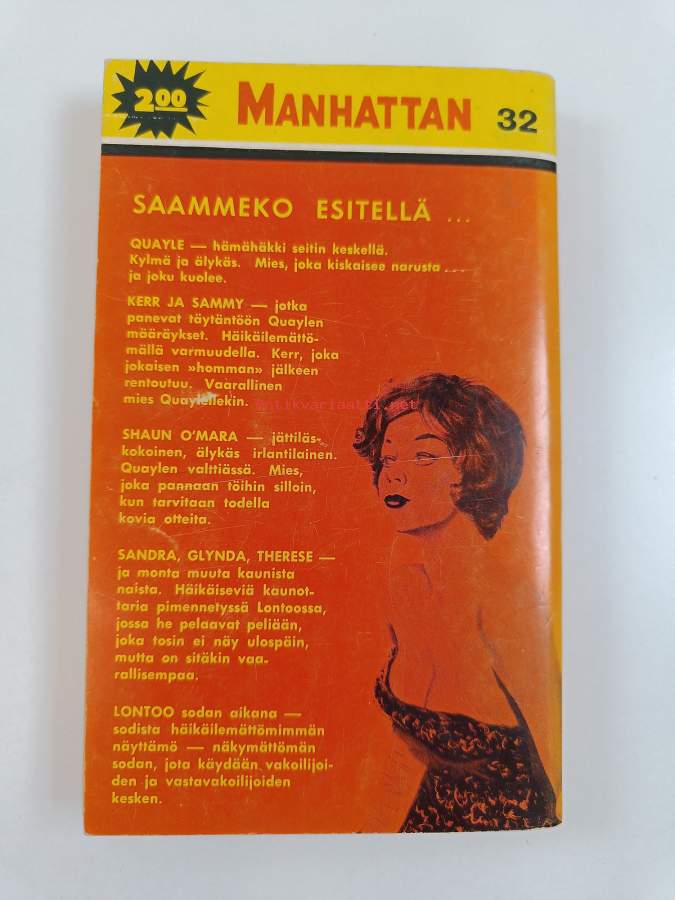 2.00 MANHATTAN 32
SAAMMEKO ESITELLÄ ...
QUAYLE — hämähäkki seitin keskellä.
Kylmä ja älykäs. Mies, joka kiskaisee narusta ...
ja joku kuolee.
KERR JA SAMMY — jotka
panevat täytäntöön Quaylen
määräykset. Häikäilemättö-
mällä varmuudella. Kerr, joka
jokaisen »homman» jälkeen
rentoutuu. Vaarallinen
mies Quaylellekin.
antikvariaatti.net
SHAUN O'MARA — jättiläs-
kokoinen, älykäs irlantilainen.
Quaylen valttiässä. Mies,
joka pannaan töihin silloin,
kun tarvitaan todella
kovia otteita.
SANDRA, GLYNDA, THERESE —
ja monta muuta kaunista
naista. Häikäiseviä kaunot-
taria pimennetyssä Lontoossa,
jossa he pelaavat peliään,
joka tosin ei näy ulospäin,
mutta on sitäkin vaa-
rallisempaa.
LONTOO sodan aikana —
sodista häikäilemättömimmän
näyttämö — näkymättömän
sodan, jota käydään vakoilijoi-
den ja vastavakoilijoiden
kesken.